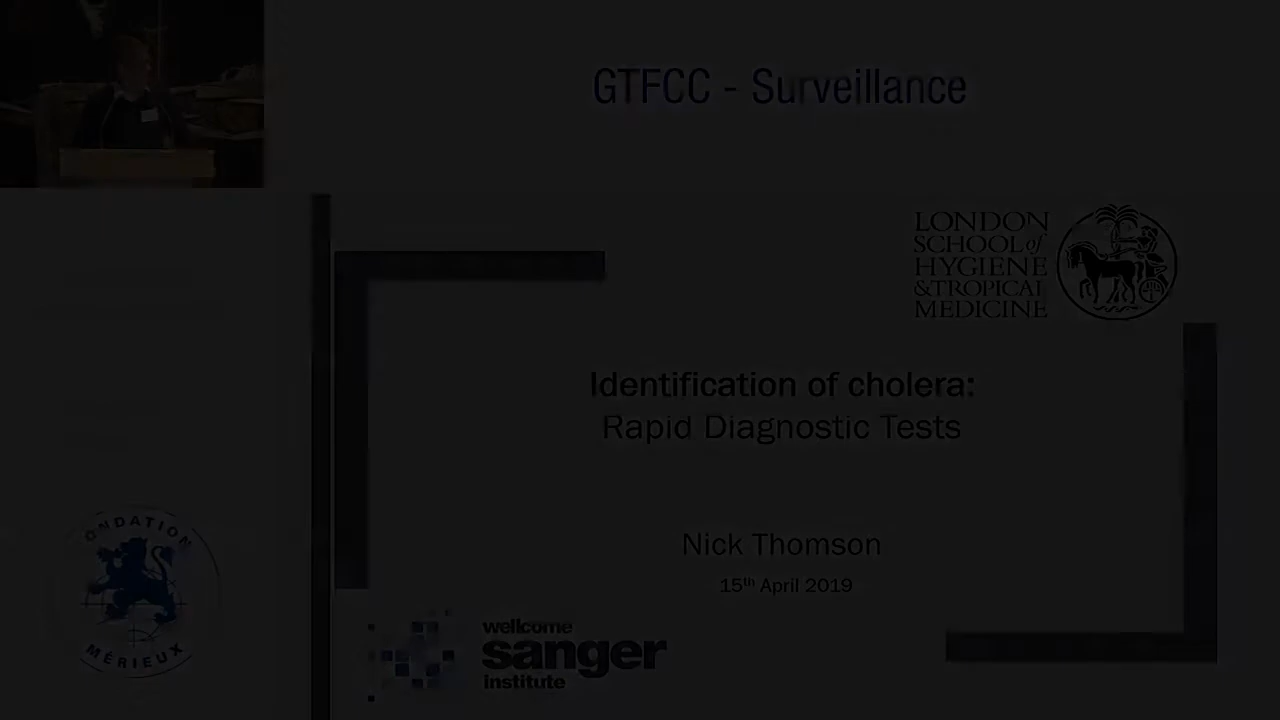 GTFCC - Surveillance
LONDON
SCHOOL of
HYGIENE
&TROPICAL
MEDICINE
Identification of cholera:
Rapid Diagnostic Tests
Nick Thomson
15th April 2019
FONDATION
MÉRIEUX
wellcome
sanger
institute